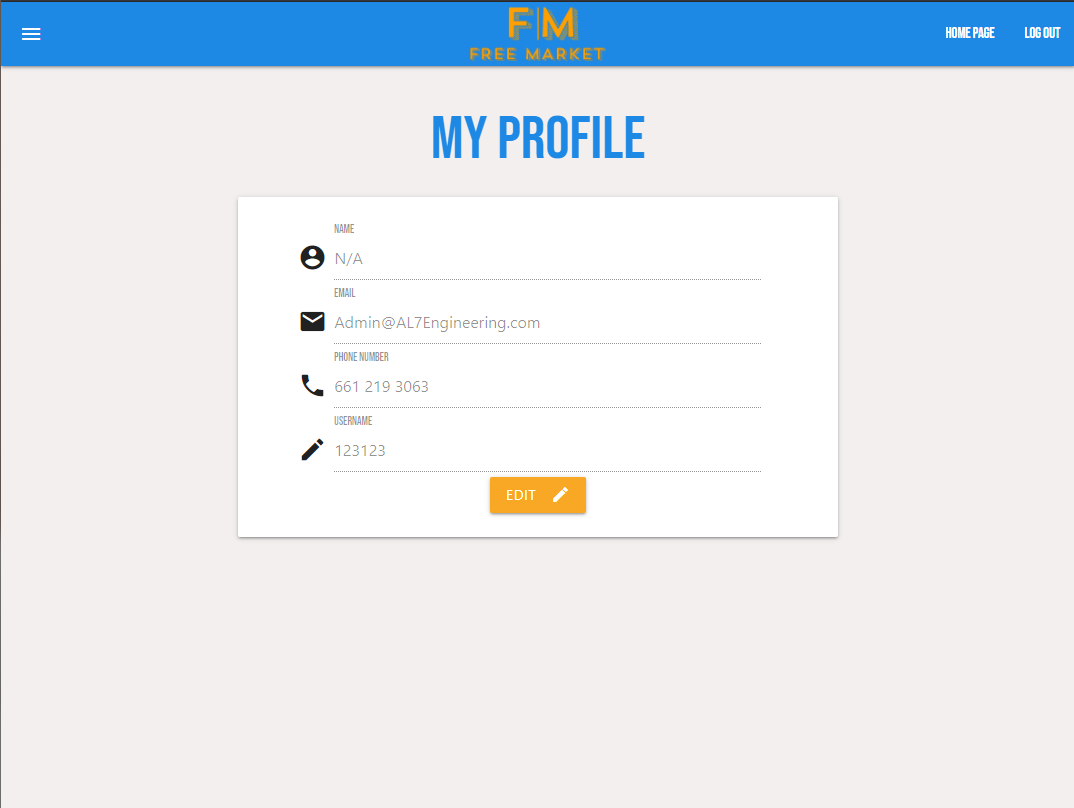 F|M
FREE MARKET
HOME PAGE
LOG OUT
MY PROFILE
NAME
N/A
EMAIL
Admin@AL7Engineering.com
PHONE NUMBER
661 219 3063
USERNAME
123123
EDIT